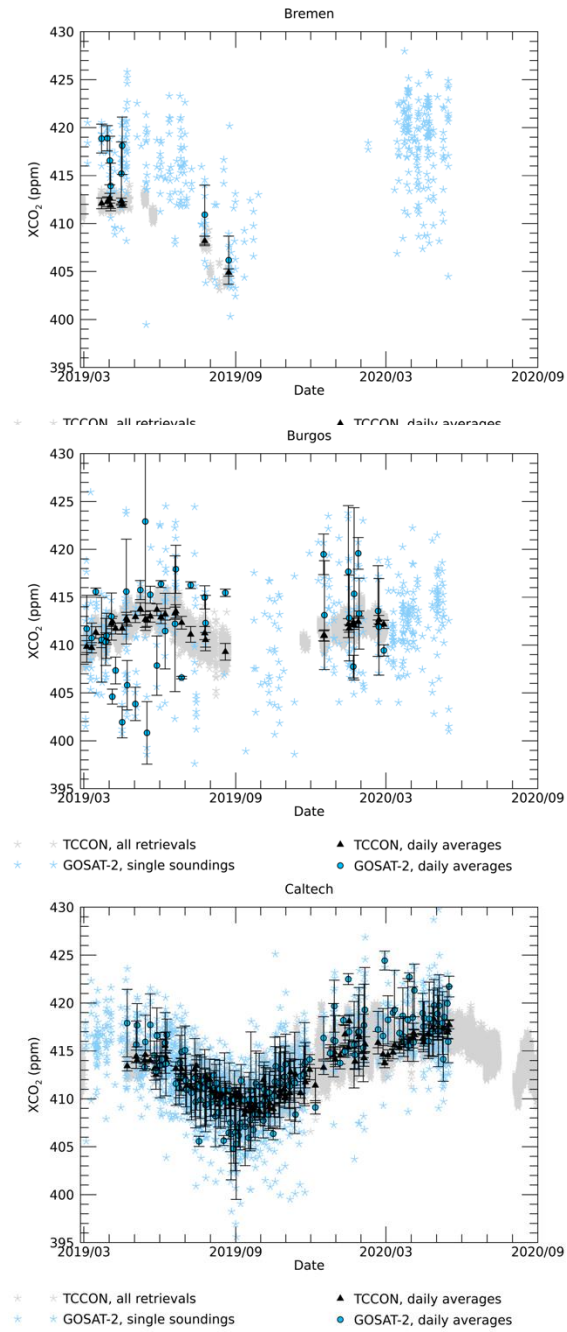 Bremen
430
425
420
415
410
405
400
395
XCO₂ (ppm)
2019/03 2019/09 2020/03 2020/09
Date
TCCON, all retrievals TCCON, daily averages
Burgos
430
425
420
415
410
405
400
395
XCO₂ (ppm)
2019/03 2019/09 2020/03 2020/09
Date
TCCON, all retrievals TCCON, daily averages
GOSAT-2, single soundings GOSAT-2, daily averages
Caltech
430
425
420
415
410
405
400
395
XCO₂ (ppm)
2019/03 2019/09 2020/03 2020/09
Date
TCCON, all retrievals TCCON, daily averages
GOSAT-2, single soundings GOSAT-2, daily averages